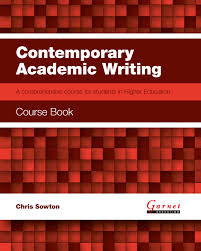 Contemporary
Academic Writing
A comprehensive course for students in Higher Education
Course Book
Chris Sowton
Garnet
EDUCATION